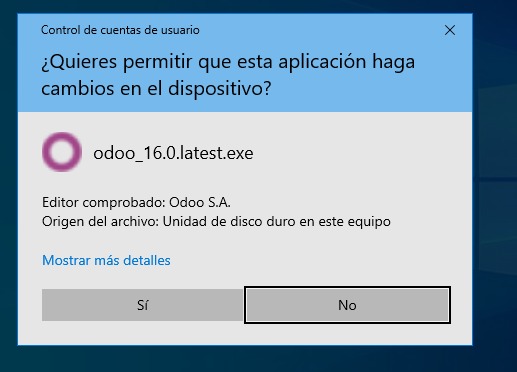 Control de cuentas de usuario
¿Quieres permitir que esta aplicación haga
cambios en el dispositivo?
odoo_16.0.latest.exe
Editor comprobado: Odoo S.A.
Origen del archivo: Unidad de disco duro en este equipo
Mostrar más detalles
Sí
No